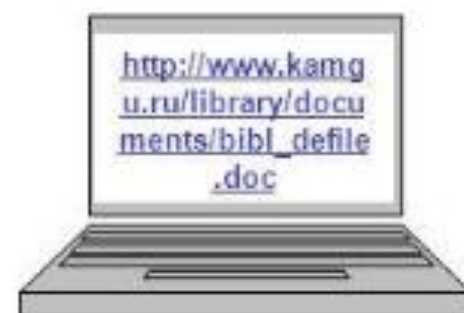 http://www.kamg
u.ru/library/docu
ments/bibl_defile
.doc